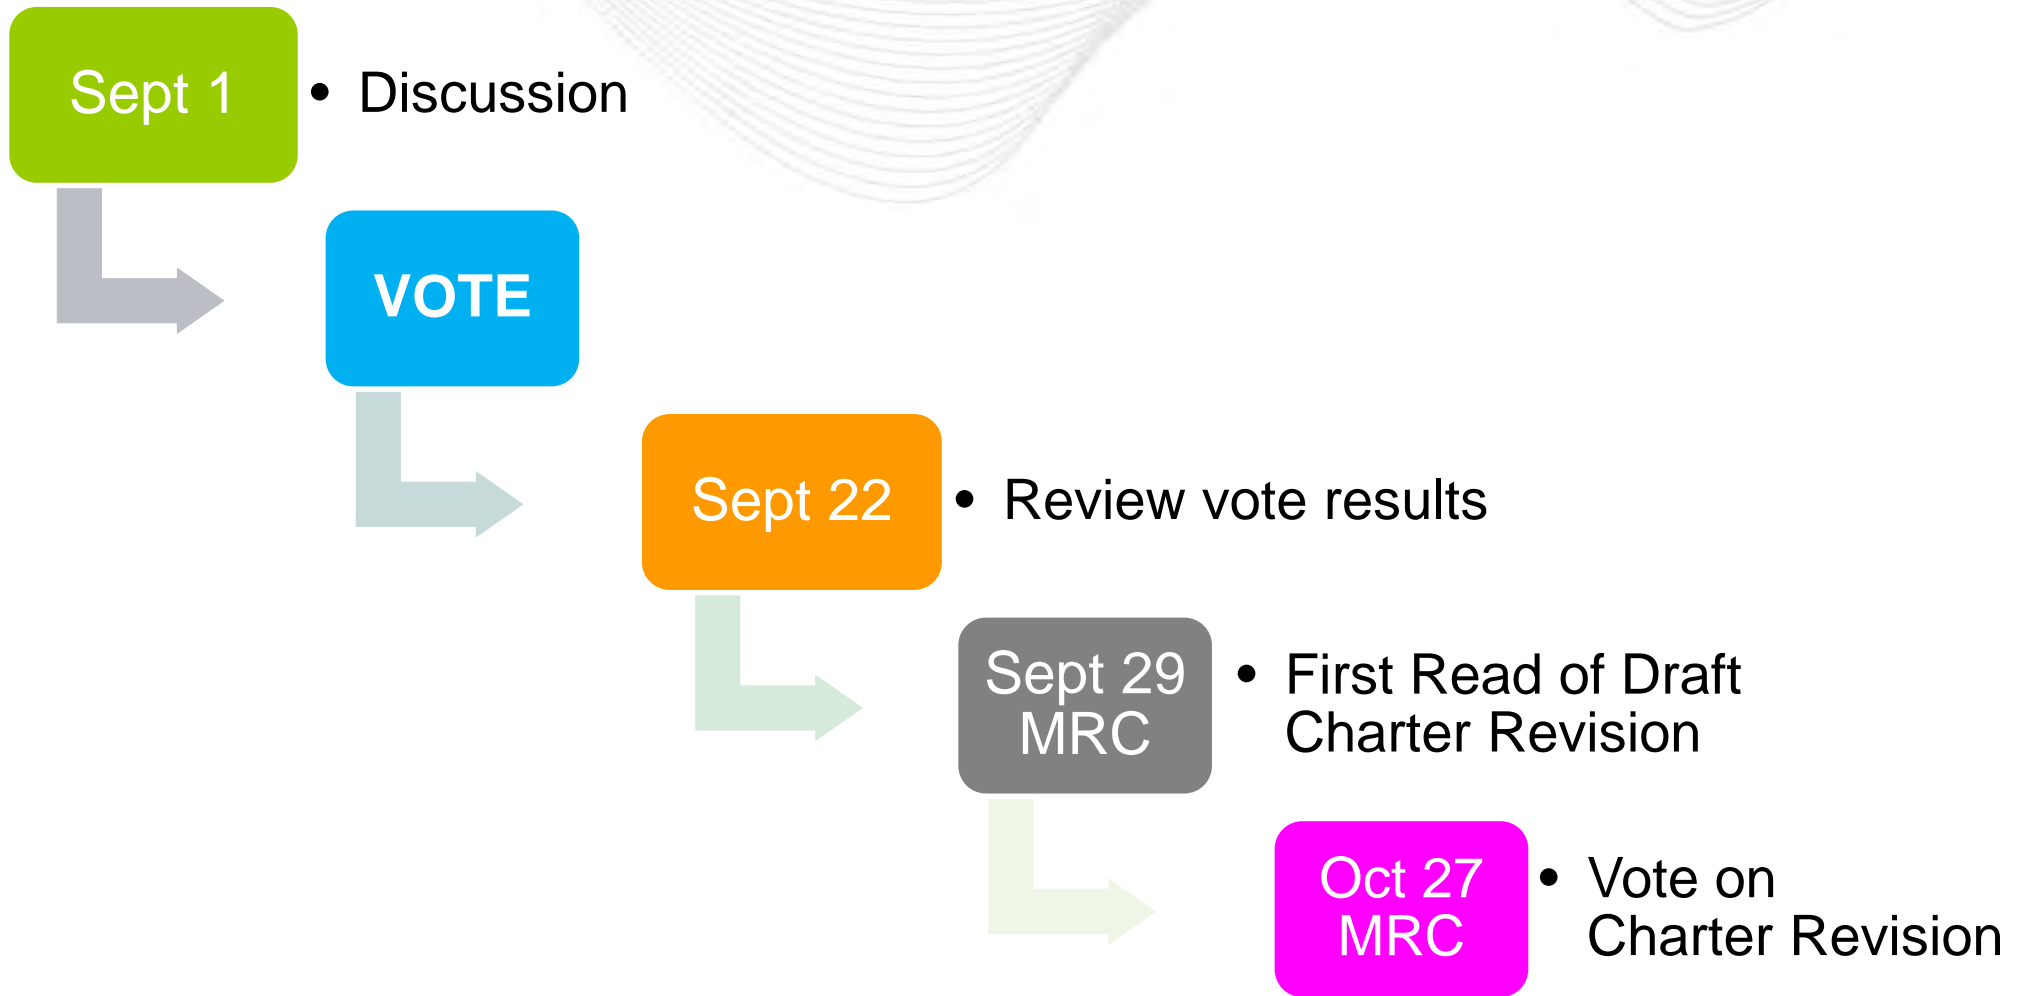 Sept 1
• Discussion
VOTE
Sept 22
• Review vote results
Sept 29
MRC
• First Read of Draft
Charter Revision
Oct 27
MRC
• Vote on
Charter Revision